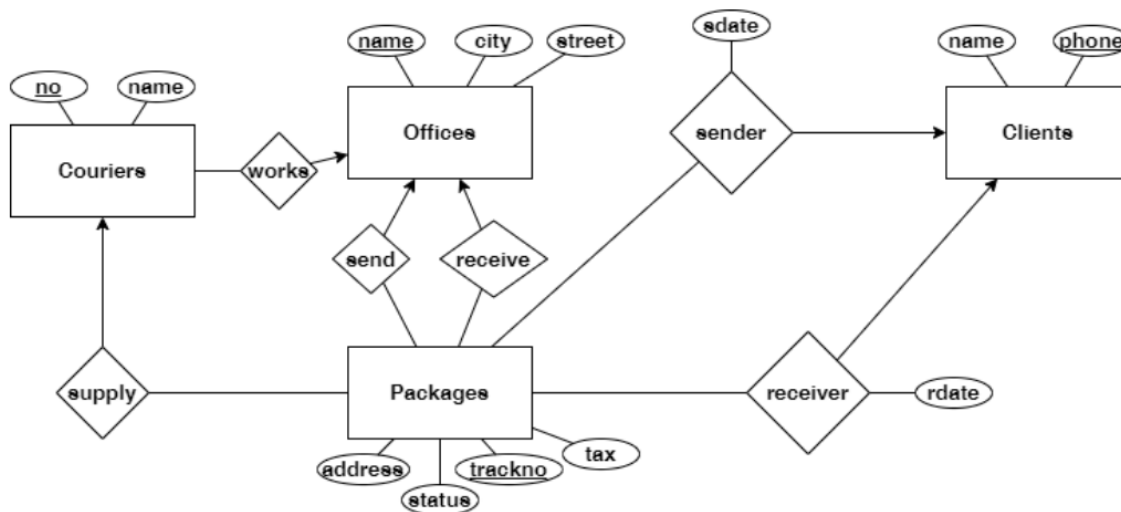 sdate
name
city
street
name
phone
no
name
Offices
sender
Clients
Couriers
works
send
receive
supply
Packages
receiver
rdate
address
status
trackno
tax